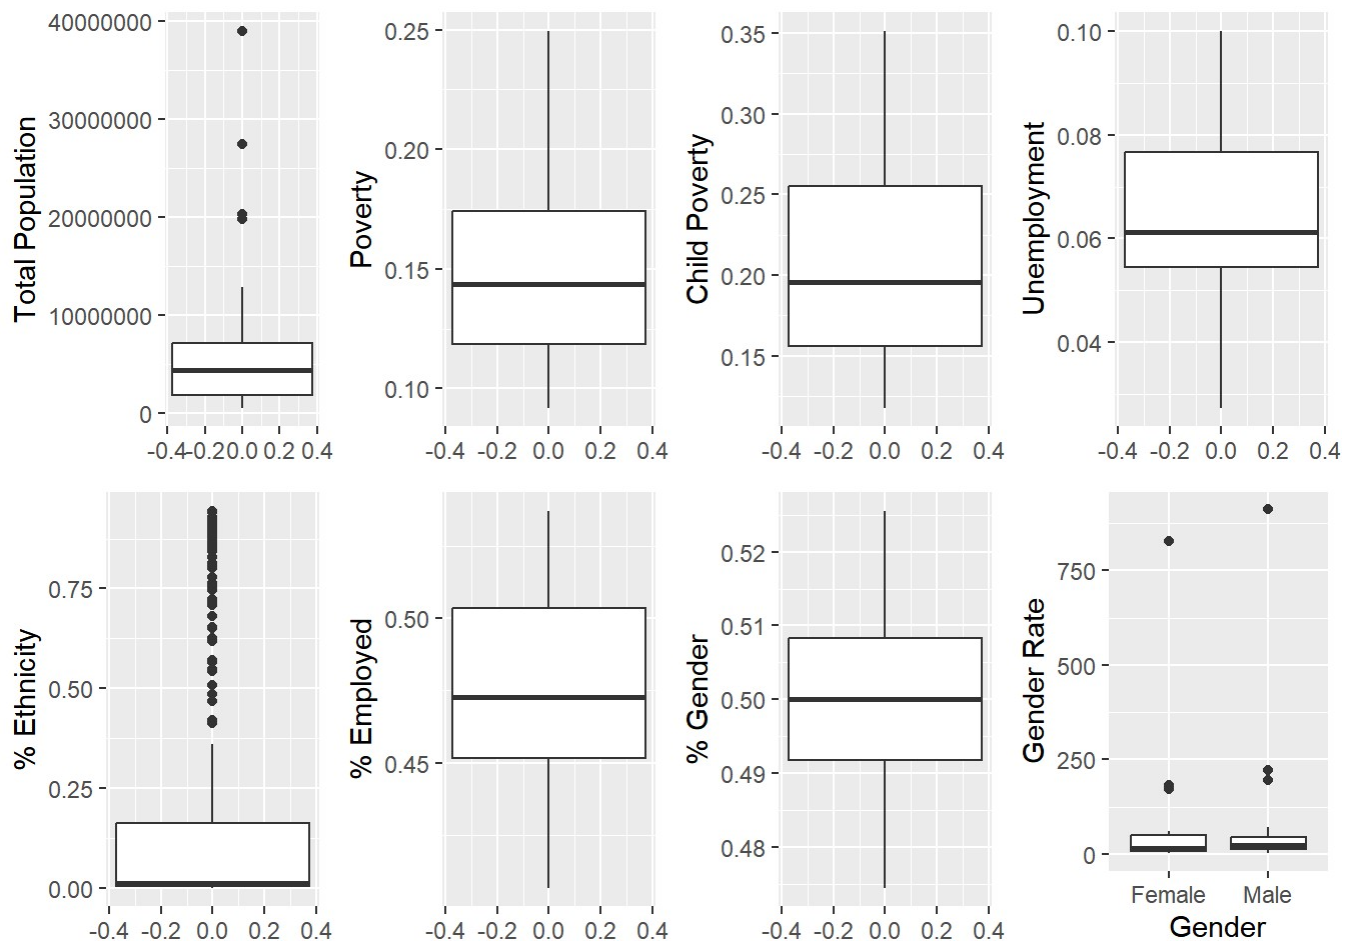 Total Population
40000000
30000000
20000000
10000000
0
-0.4 -0.2 0.0 0.2 0.4
Poverty
0.25
0.20
0.15
0.10
-0.4 -0.2 0.0 0.2 0.4
Child Poverty
0.35
0.30
0.25
0.20
0.15
-0.4 -0.2 0.0 0.2 0.4
Unemployment
0.10
0.08
0.06
0.04
-0.4 -0.2 0.0 0.2 0.4
% Ethnicity
0.75
0.50
0.25
0.00
-0.4 -0.2 0.0 0.2 0.4
% Employed
0.50
0.45
-0.4 -0.2 0.0 0.2 0.4
% Gender
0.52
0.51
0.50
0.49
0.48
-0.4 -0.2 0.0 0.2 0.4
Gender Rate
750
500
250
0
Female Male
Gender